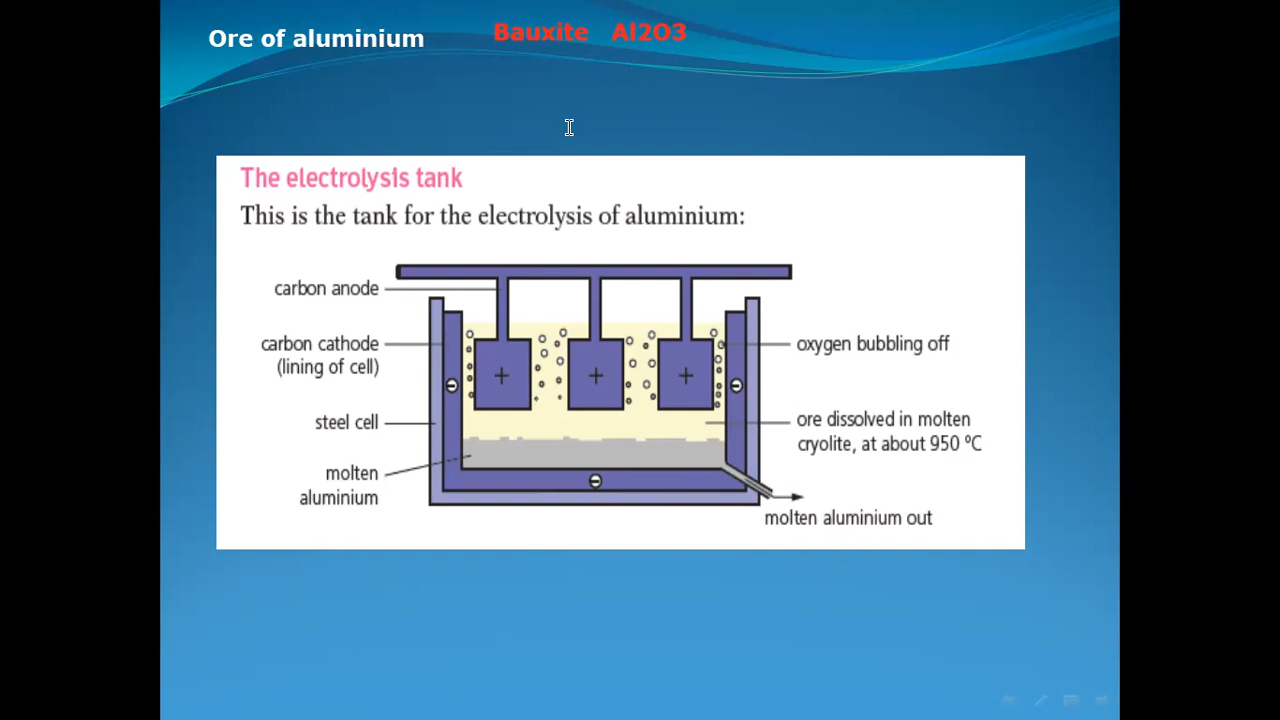 Ore of aluminium
Bauxite Al2O3
The electrolysis tank
This is the tank for the electrolysis of aluminium:
carbon anode
carbon cathode
(lining of cell)
steel cell
molten
aluminium
+ + +
oxygen bubbling off
ore dissolved in molten
cryolite, at about 950 ºC
molten aluminium out